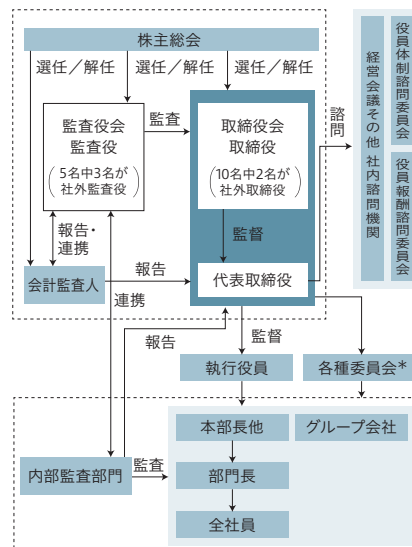 株主総会
選任／解任
選任／解任
選任／解任
監査役会
監査役
(5名中3名が
社外監査役)
監査
取締役会
取締役
(10名中2名が
社外取締役)
諮問
経営会議その他 社内諮問機関
役員体制諮問委員会
役員報酬諮問委員会
報告・
連携
監督
会計監査人
報告
代表取締役
連携
報告
監督
執行役員
各種委員会*
本部長他
グループ会社
内部監査部門
監査
部門長
全社員